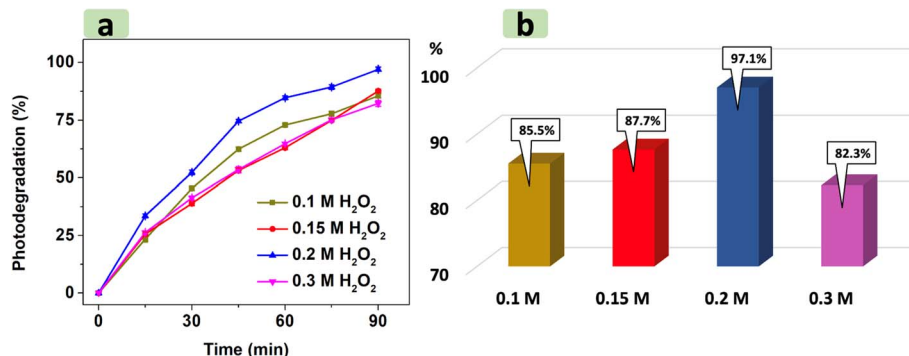 a
100
75
50
25
0
Photodegradation (%)
0.1 M H₂O₂
0.15 M H₂O₂
0.2 M H₂O₂
0.3 M H₂O₂
0
30
60
90
Time (min)
b
%
100
90
80
70
85.5%
87.7%
97.1%
82.3%
0.1 M
0.15 M
0.2 M
0.3 M